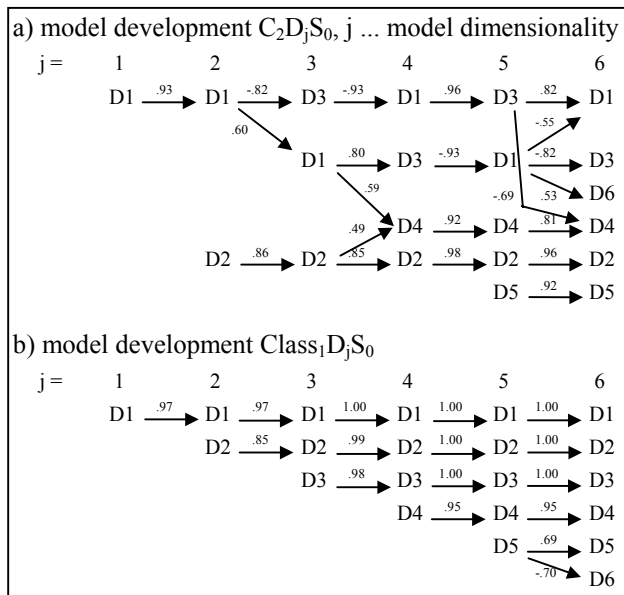 a) model development C₂DⱼS₀, j ... model dimensionality
j = 1 2 3 4 5 6
.93 -.82 -.93 .96 .82
D1 D1 D3 D1 D3 D1
.60 -.55
.80 -.93 -.82
D1 D3 D1 D3
.59 -.69 .53 D6
.49 .92 .81
D4 D4 D4
.86 .85 .98 .96
D2 D2 D2 D2 D2
.92
D5 D5
b) model development Class₁DⱼS₀
j = 1 2 3 4 5 6
.97 .97 1.00 1.00 1.00
D1 D1 D1 D1 D1 D1
.85 .99 1.00 1.00
D2 D2 D2 D2 D2
.98 1.00 1.00
D3 D3 D3 D3
.95 .95
D4 D4 D4
.69
D5 D5
-.70
D6